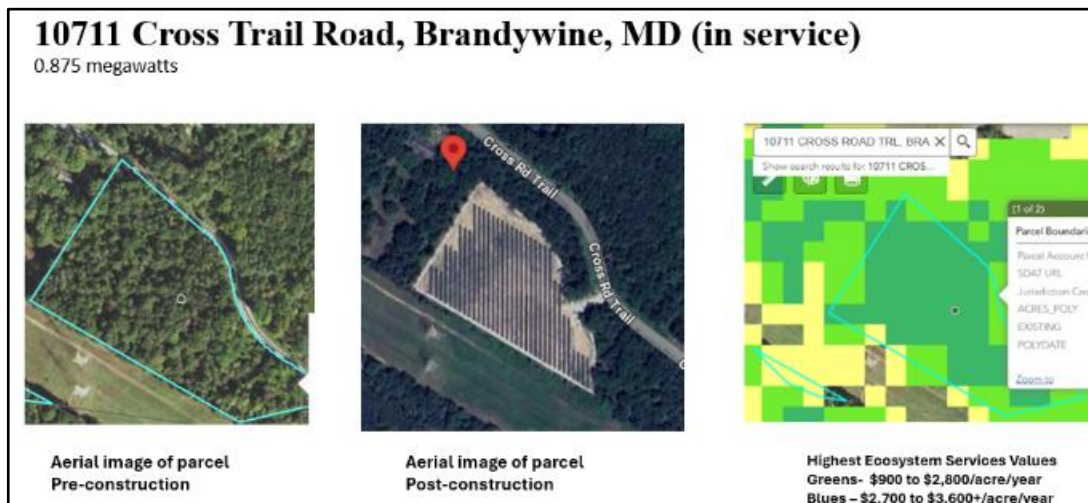 10711 Cross Trail Road, Brandywine, MD (in service)
0.875 megawatts
Cross Rd Trail
Cross Rd Trail
10711 CROSS ROAD TRL, BRA X
Show search results for 10711 CROS...
(1 of 2)
Parcel Boundarie
Parcel Account
SDAT URL
Jurisdiction Co
ACRES_POLY
EXISTING
POLYDATE
Zoom to
Aerial image of parcel
Pre-construction
Aerial image of parcel
Post-construction
Highest Ecosystem Services Values
Greens- $900 to $2,800/acre/year
Blues – $2,700 to $3,600+/acre/year